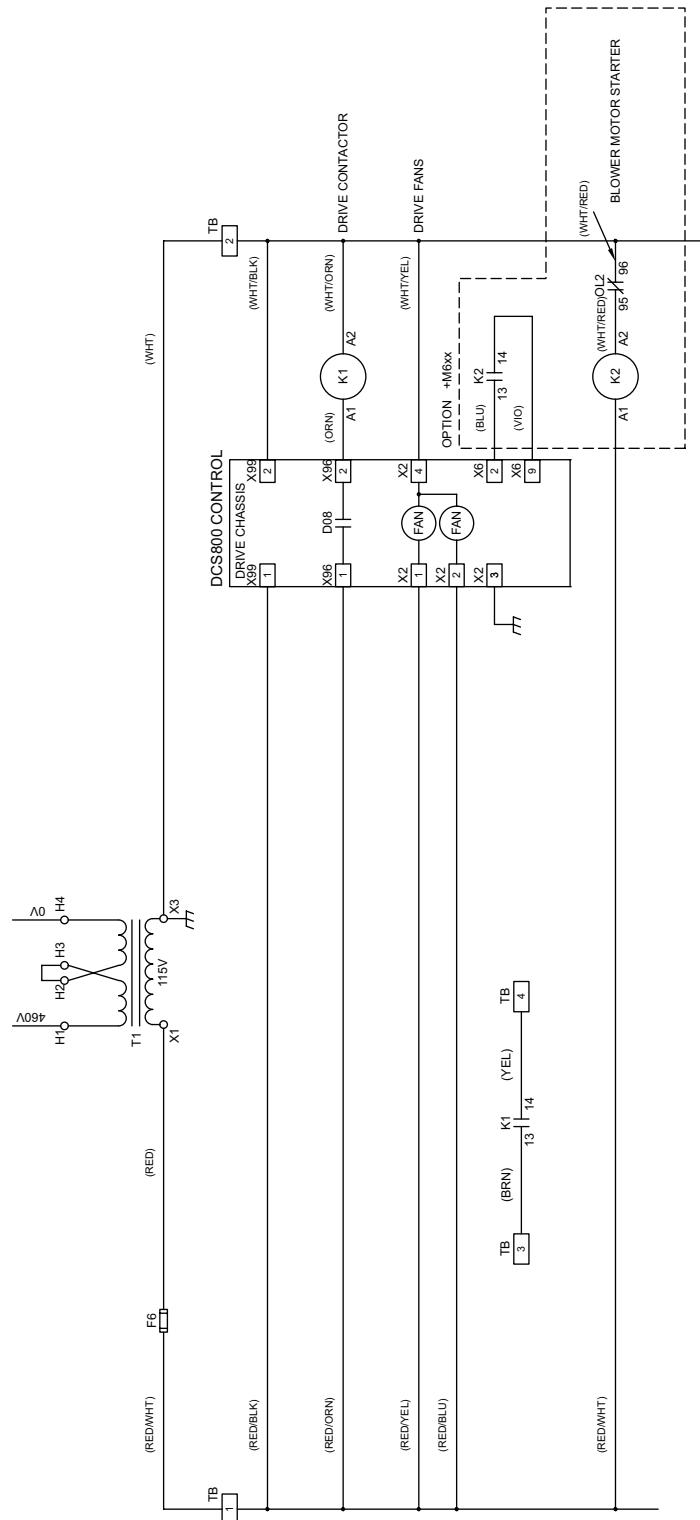 460V
0V
H1
H2
H3
H4
T1
115V
X1
X3
(RED/WHT)
F6
(RED)
(WHT)
TB
1
TB
2
DCS800 CONTROL
DRIVE CHASSIS
(RED/BLK)
X99
1
X99
2
(WHT/BLK)
(RED/ORN)
X96
1
D08
X96
2
(ORN)
A1
K1
A2
(WHT/ORN)
DRIVE CONTACTOR
(RED/YEL)
X2
1
FAN
X2
4
(WHT/YEL)
DRIVE FANS
(RED/BLU)
X2
2
FAN
OPTION +M6xx
X2
3
X6
2
(BLU)
13
K2
14
X6
9
(VIO)
TB
3
(BRN)
13
K1
14
(YEL)
TB
4
(RED/WHT)
A1
K2
A2
(WHT/RED)
95
OL2
96
(WHT/RED)
BLOWER MOTOR STARTER